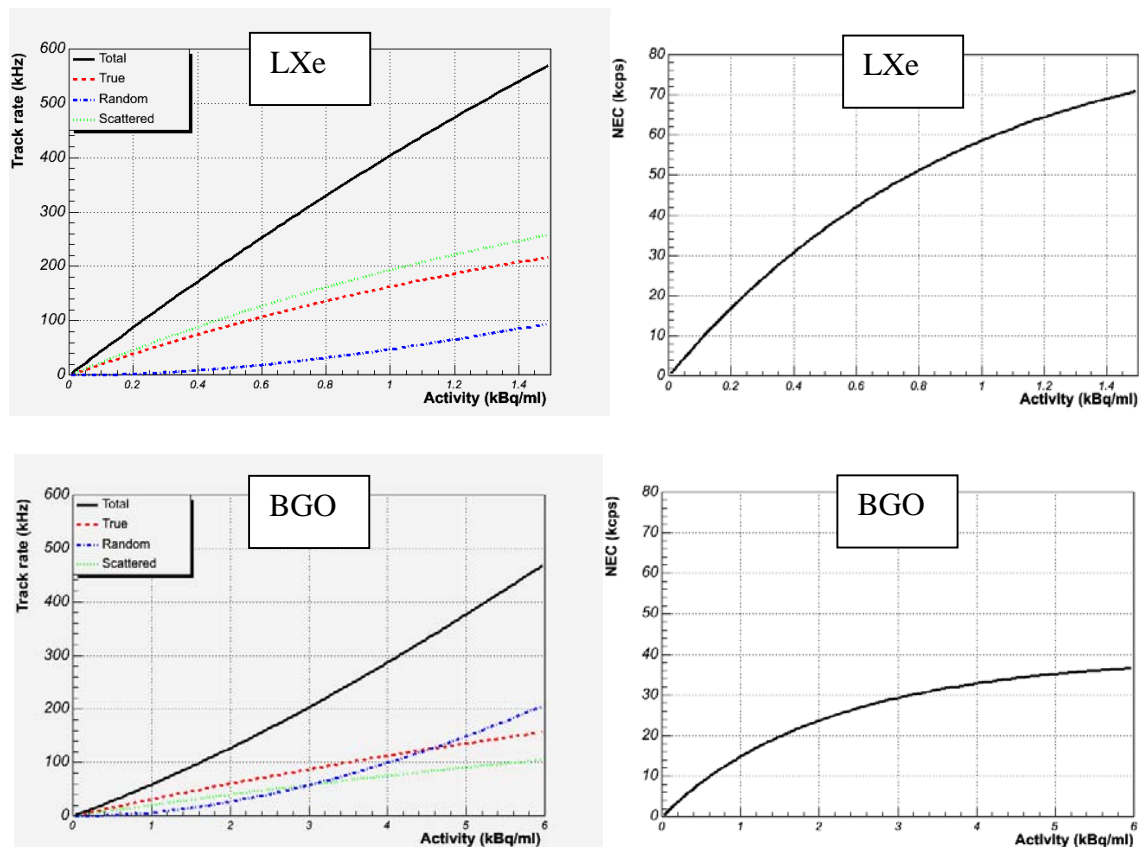 LXe
Track rate (kHz)
600
500
400
300
200
100
0
Total
True
Random
Scattered
0 0.2 0.4 0.6 0.8 1 1.2 1.4
Activity (kBq/ml)
LXe
NEC (kcps)
80
70
60
50
40
30
20
10
0
0 0.2 0.4 0.6 0.8 1 1.2 1.4
Activity (kBq/ml)
BGO
Track rate (kHz)
600
500
400
300
200
100
0
Total
True
Random
Scattered
0 1 2 3 4 5 6
Activity (kBq/ml)
BGO
NEC (kcps)
80
70
60
50
40
30
20
10
0
0 1 2 3 4 5 6
Activity (kBq/ml)